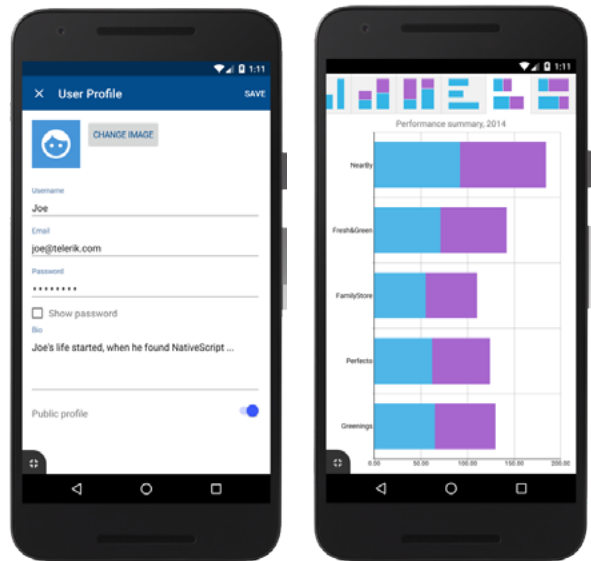 1:11
User Profile
SAVE
CHANGE IMAGE
Username
Joe
Email
joe@telerik.com
Password
••••••••
Show password
Bio
Joe's life started, when he found NativeScript ...
Public profile
1:11
Performance summary, 2014
NearBy
Fresh&Green
FamilyStore
Perfecto
Greenings
0.00 50.00 100.00 150.00 200.00